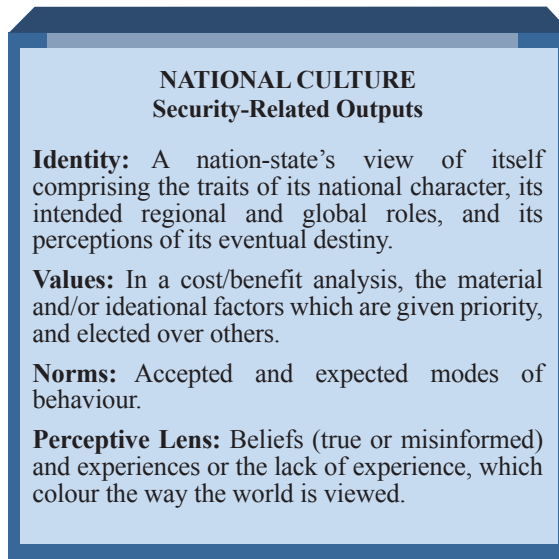 NATIONAL CULTURE
Security-Related Outputs
Identity: A nation-state's view of itself
comprising the traits of its national character, its
intended regional and global roles, and its
perceptions of its eventual destiny.
Values: In a cost/benefit analysis, the material
and/or ideational factors which are given priority,
and elected over others.
Norms: Accepted and expected modes of
behaviour.
Perceptive Lens: Beliefs (true or misinformed)
and experiences or the lack of experience, which
colour the way the world is viewed.